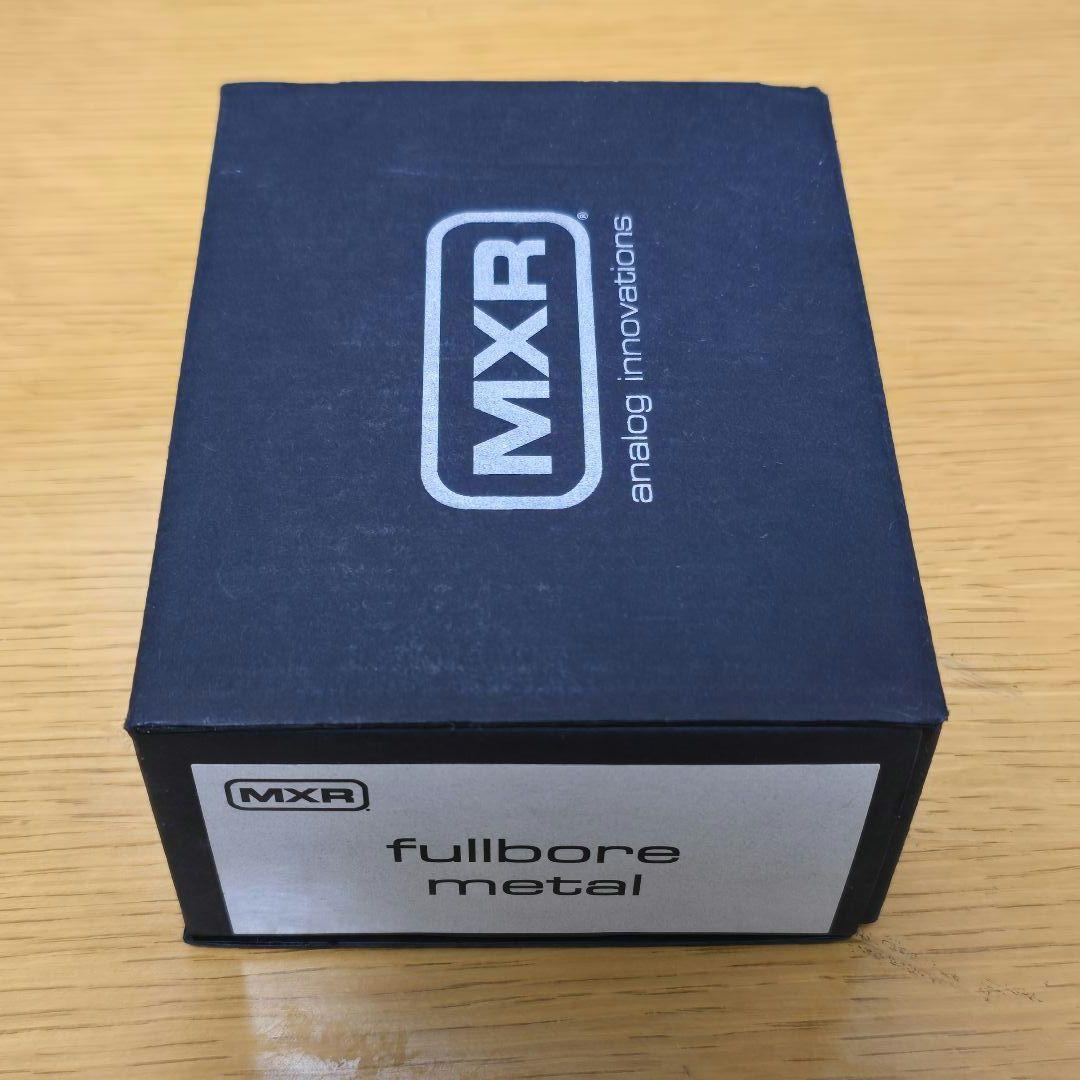 MXR®
analog innovations
MXR
fullbore
metal